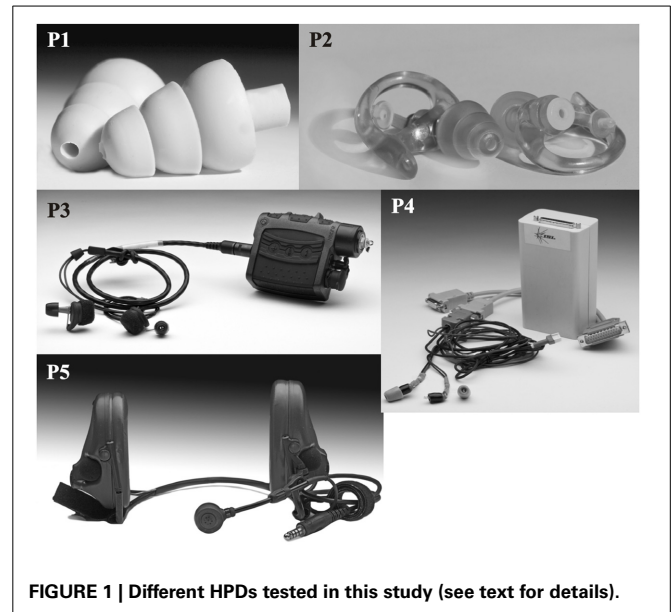 P1
P2
P3
P4
P5
FIGURE 1 | Different HPDs tested in this study (see text for details).